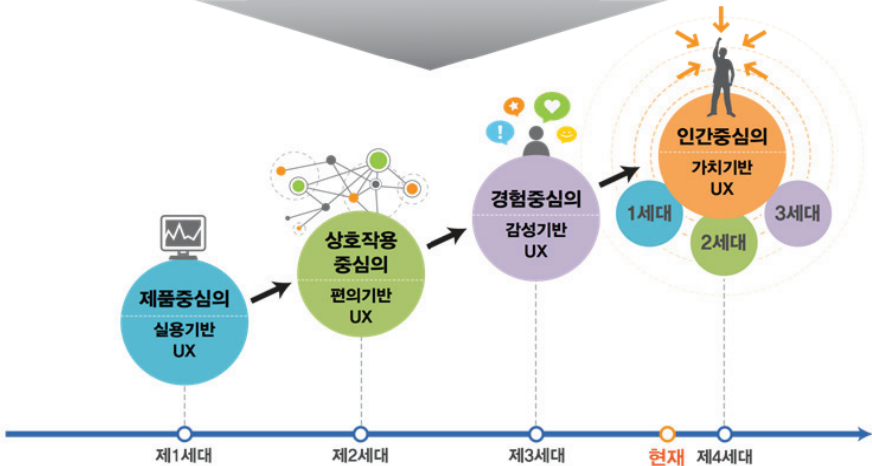 제품중심의
실용기반
UX
상호작용
중심의
편의기반
UX
경험중심의
감성기반
UX
인간중심의
가치기반
UX
1세대
2세대
3세대
제1세대
제2세대
제3세대
현재
제4세대